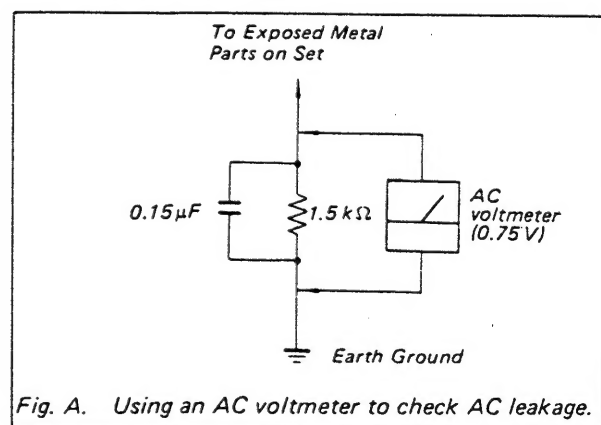 To Exposed Metal
Parts on Set
0.15µF
1.5 kΩ
AC
voltmeter
(0.75V)
Earth Ground
Fig. A. Using an AC voltmeter to check AC leakage.